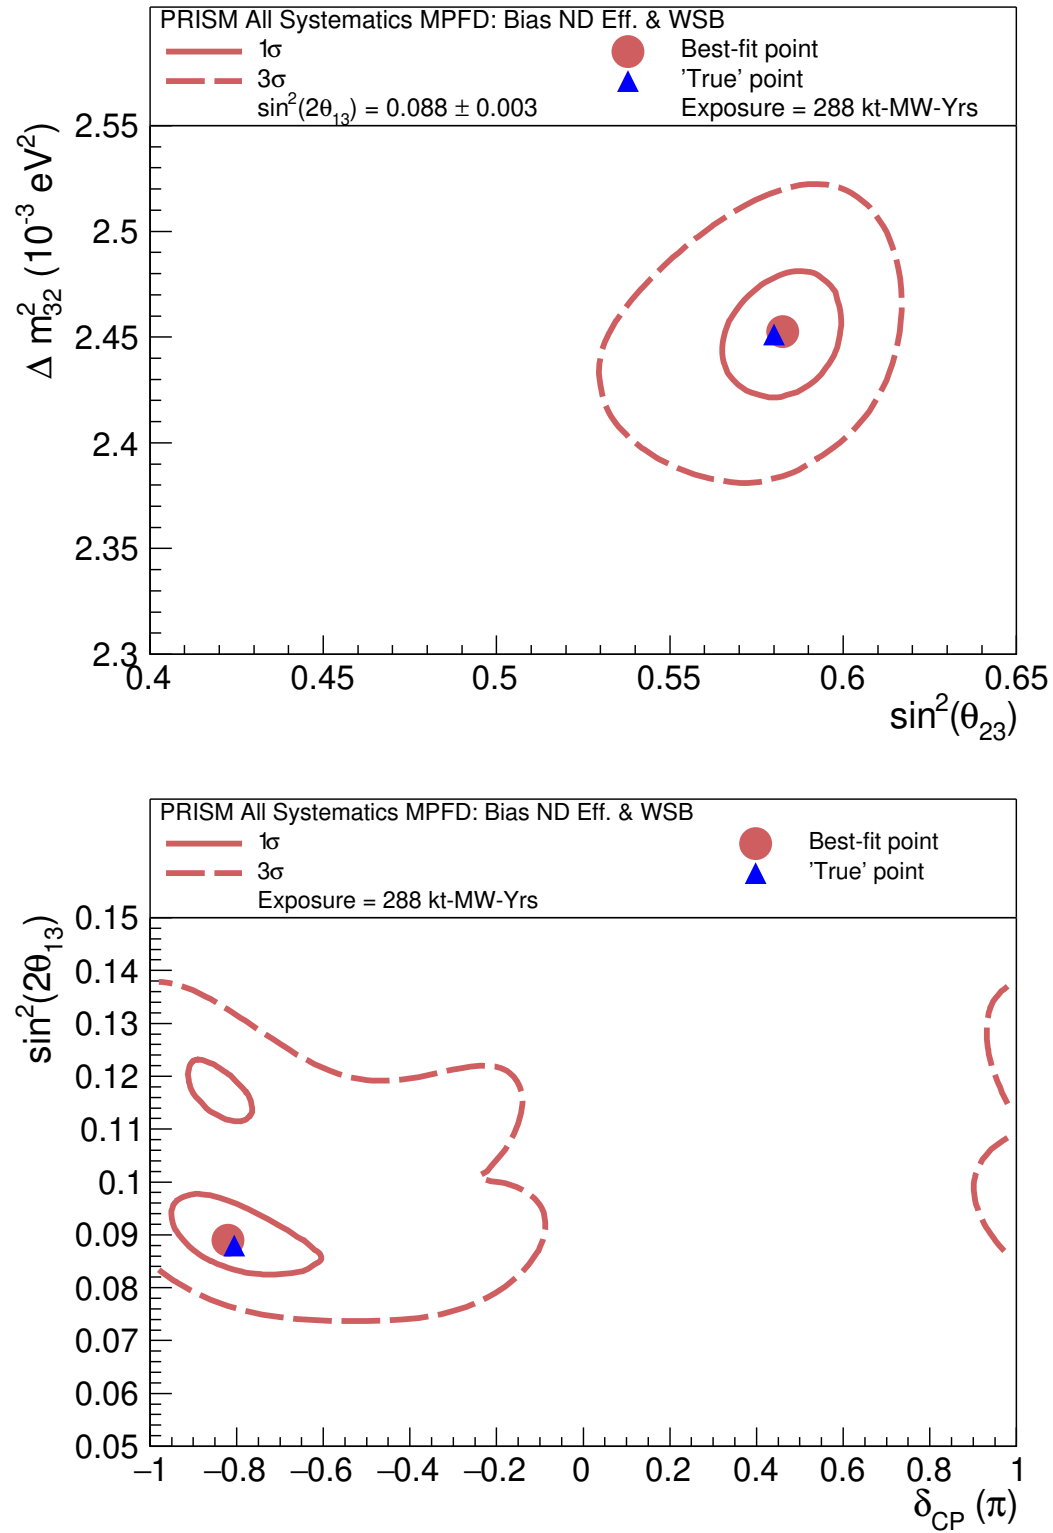 PRISM All Systematics MPFD: Bias ND Eff. & WSB
1σ Best-fit point
3σ 'True' point
sin²(2θ₁₃) = 0.088 ± 0.003 Exposure = 288 kt-MW-Yrs
Δ m²₃₂ (10⁻³ eV²)
2.55
2.5
2.45
2.4
2.35
2.3
0.4 0.45 0.5 0.55 0.6 0.65
sin²(θ₂₃)
PRISM All Systematics MPFD: Bias ND Eff. & WSB
1σ Best-fit point
3σ 'True' point
Exposure = 288 kt-MW-Yrs
sin²(2θ₁₃)
0.15
0.14
0.13
0.12
0.11
0.1
0.09
0.08
0.07
0.06
0.05
−1 −0.8 −0.6 −0.4 −0.2 0 0.2 0.4 0.6 0.8 1
δ_CP (π)